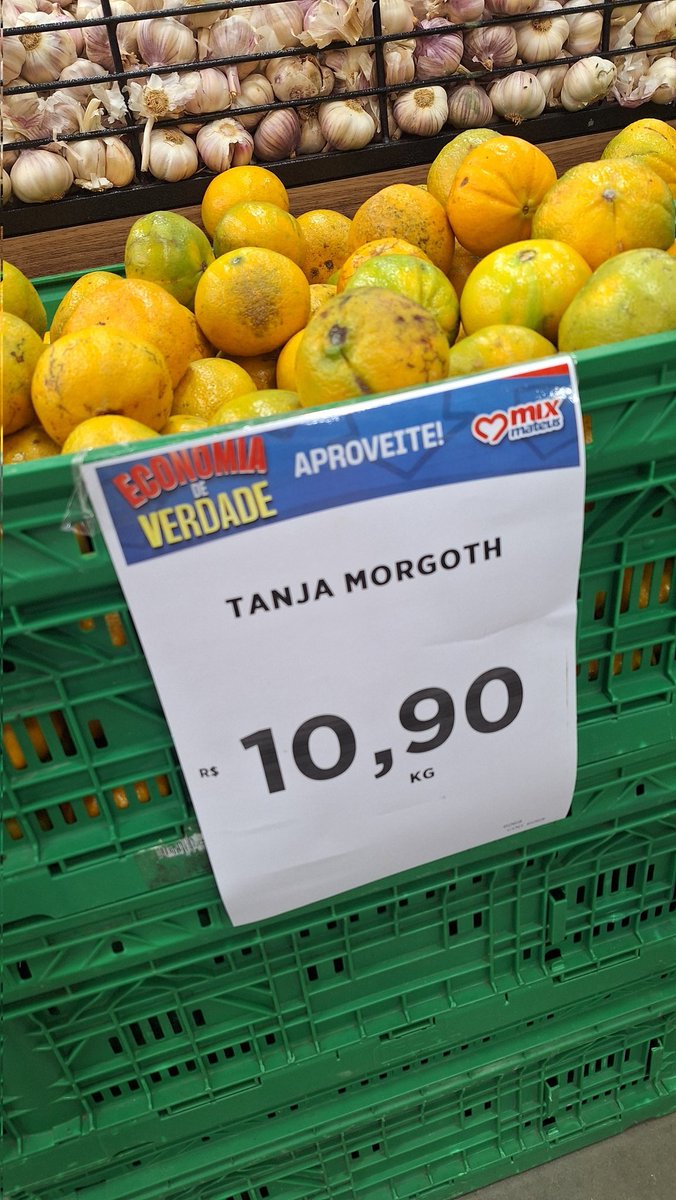 ECONOMIA
DE
VERDADE
APROVEITE!
mix
mateus
TANJA MORGOTH
R$ 10,90
KG